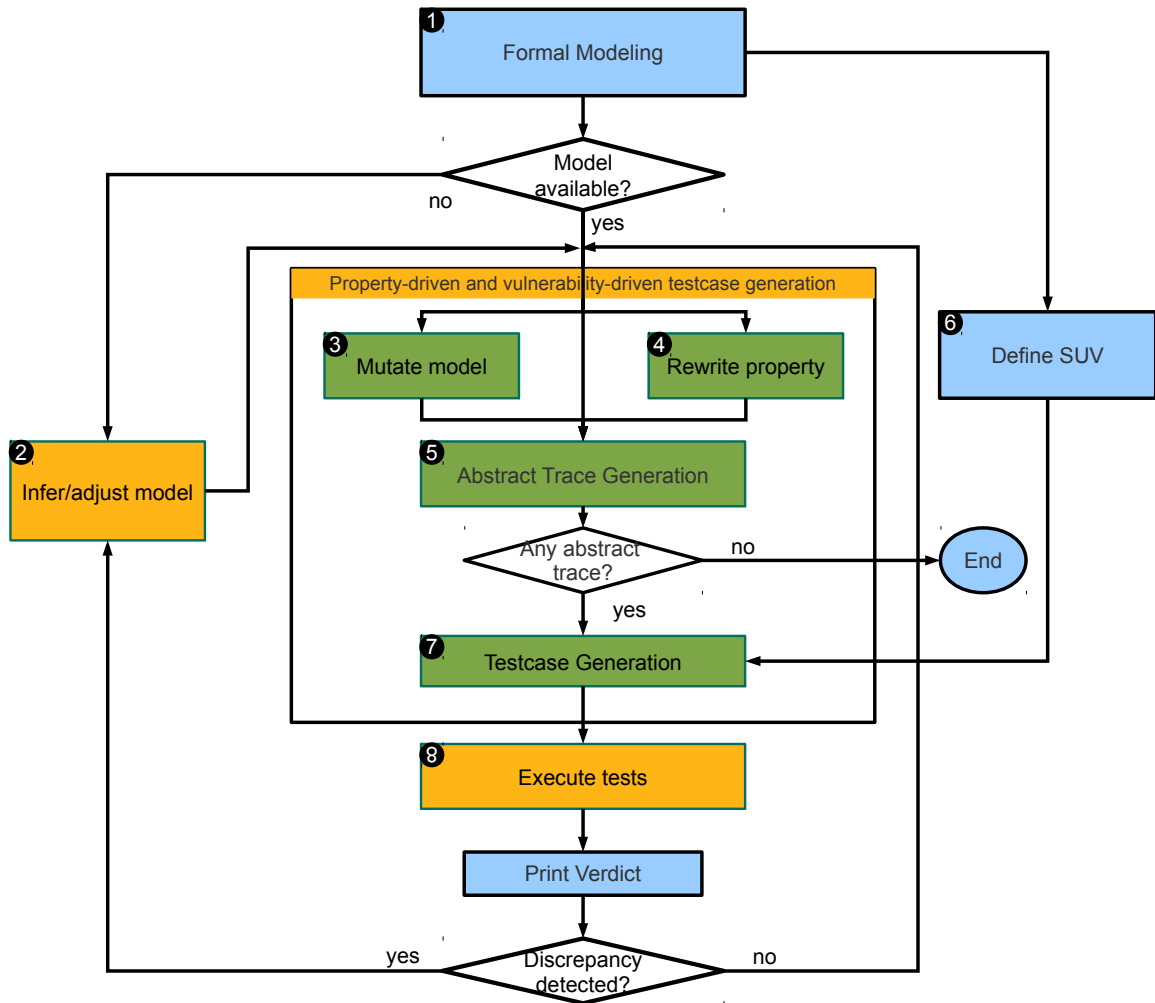 1
Formal Modeling
Model
available?
no
yes
Property-driven and vulnerability-driven testcase generation
3
Mutate model
4
Rewrite property
6
Define SUV
2
Infer/adjust model
5
Abstract Trace Generation
Any abstract
trace?
no
End
yes
7
Testcase Generation
8
Execute tests
Print Verdict
yes
Discrepancy
detected?
no